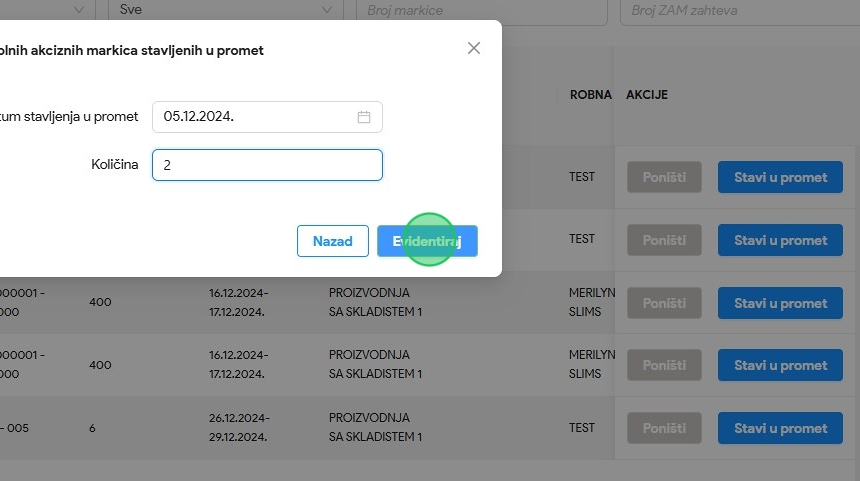 Sve
Broj markice
Broj ZAM zahteva
akciznih markica stavljenih u promet
stavljenja u promet
05.12.2024.
Količina
2
Nazad
Evidentiraj
ROBNA
AKCIJE
TEST
Poništi
Stavi u promet
TEST
Poništi
Stavi u promet
000001 -
000
400
16.12.2024-
17.12.2024.
PROIZVODNJA
SA SKLADISTEM 1
MERILYN
SLIMS
Poništi
Stavi u promet
000001 -
000
400
16.12.2024-
17.12.2024.
PROIZVODNJA
SA SKLADISTEM 1
MERILYN
SLIMS
Poništi
Stavi u promet
- 005
6
26.12.2024-
29.12.2024.
PROIZVODNJA
SA SKLADISTEM 1
TEST
Poništi
Stavi u promet